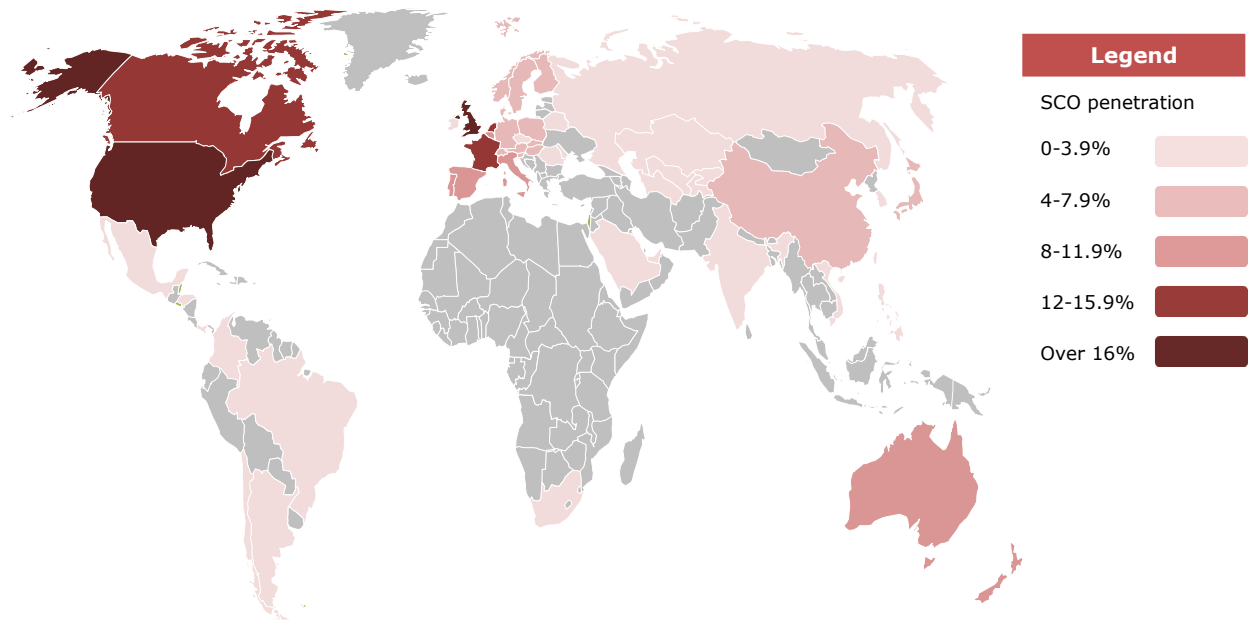 Legend
SCO penetration
0-3.9%
4-7.9%
8-11.9%
12-15.9%
Over 16%